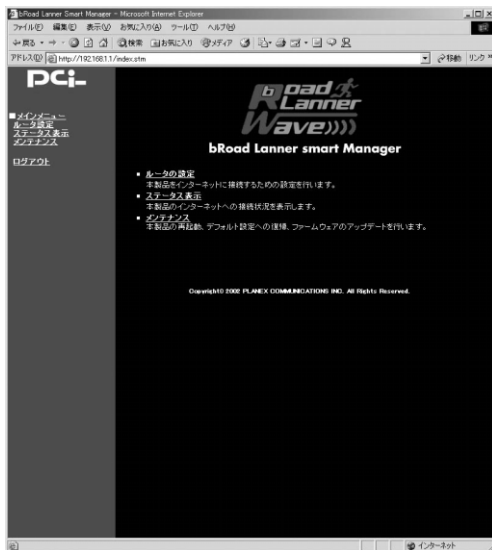 bRoad Lanner Smart Manager - Microsoft Internet Explorer
ファイル(F) 編集(E) 表示(V) お気に入り(A) ツール(T) ヘルプ(H)
戻る 検索 お気に入り メディア
アドレス(D) http://192.168.1.1/index.stm 移動 リンク
PCi
bRoad
Lanner
Wave
bRoad Lanner smart Manager
メインメニュー
ルータ設定
ステータス表示
メンテナンス
ログアウト
ルータの設定
本製品をインターネットに接続するための設定を行います。
ステータス表示
本製品のインターネットへの接続状況を表示します。
メンテナンス
本製品の再起動、デフォルト設定への復帰、ファームウェアのアップデートを行います。
Copyright© 2002 PLANEX COMMUNICATIONS INC. All Rights Reserved.
インターネット